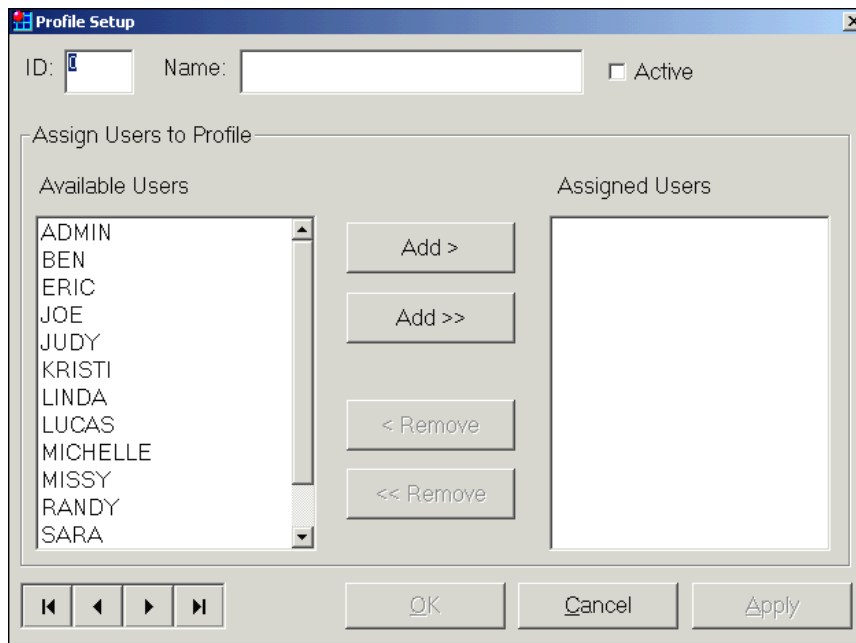 Profile Setup
ID: 0 Name: Active
Assign Users to Profile
Available Users Assigned Users
ADMIN
BEN
ERIC
JOE
JUDY
KRISTI
LINDA
LUCAS
MICHELLE
MISSY
RANDY
SARA
Add >
Add >>
< Remove
<< Remove
OK Cancel Apply